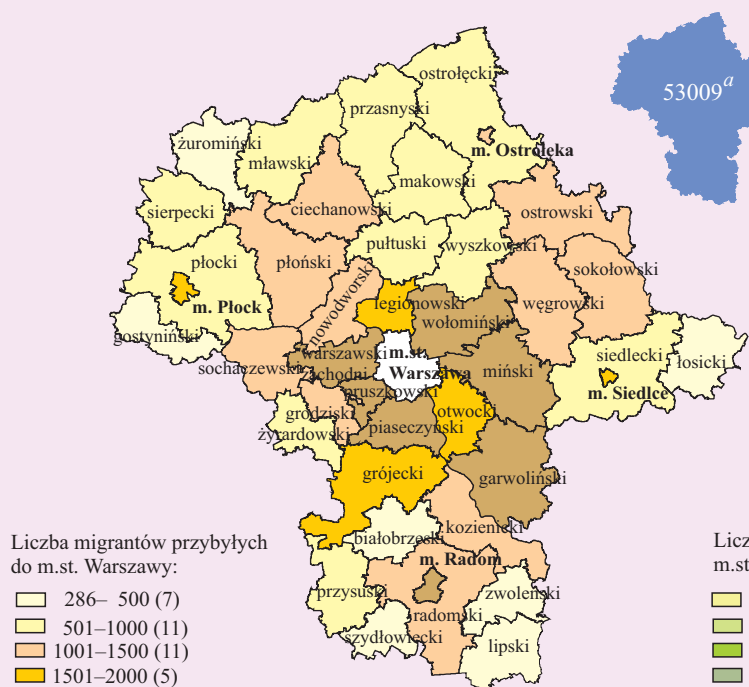 ostrołęcki
53009a
przasnyski
żuromiński
m. Ostrołęka
mławski
makowski
ciechanowski
ostrowski
sierpecki
pułtuski
wyszkowski
płocki
płoński
sokołowski
nowodworski
węgrowski
legionowski
m. Płock
wołomiński
gostyniński
warszawski
zachodni
m.st.
Warszawa
siedlecki
łosicki
sochaczewski
miński
pruszkowski
m. Siedlce
grodziski
otwocki
piaseczyński
żyrardowski
grójecki
garwoliński
kozienicki
białobrzeski
m. Radom
przysuski
zwoleński
radomski
szydłowiecki
lipski
Liczba migrantów przybyłych
do m.st. Warszawy:
286– 500 (7)
501–1000 (11)
1001–1500 (11)
1501–2000 (5)
Licz
m.st